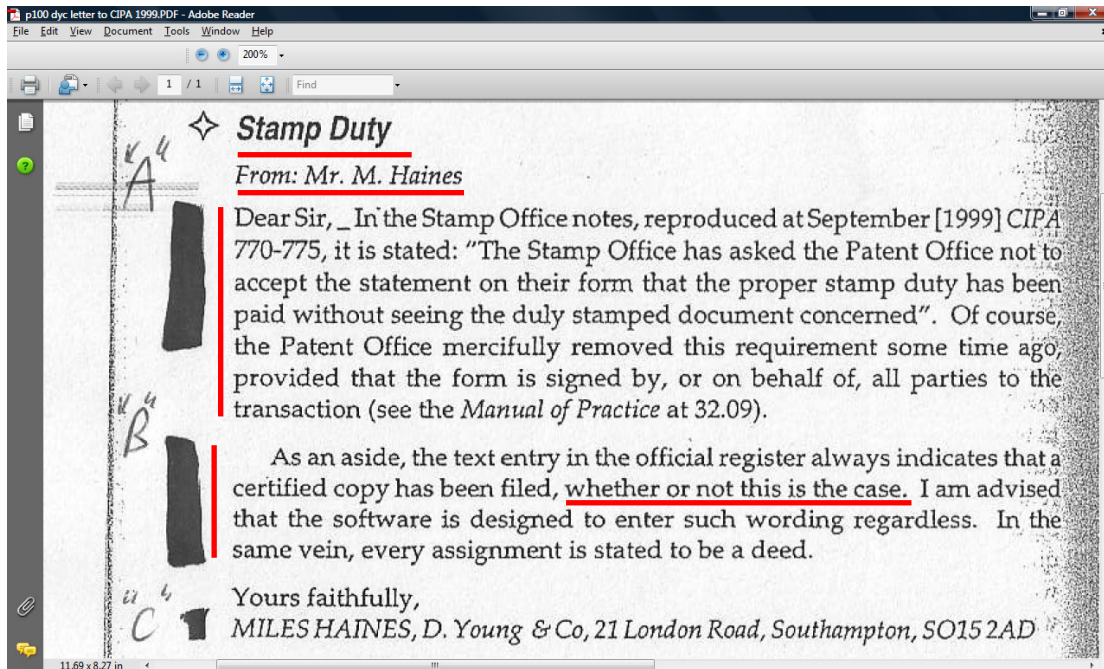 p100 dyc letter to CIPA 1999.PDF - Adobe Reader
File Edit View Document Tools Window Help
200%
1 / 1 Find
Stamp Duty
"A"
From: Mr. M. Haines
Dear Sir, _In the Stamp Office notes, reproduced at September [1999] CIPA
770-775, it is stated: “The Stamp Office has asked the Patent Office not to
accept the statement on their form that the proper stamp duty has been
paid without seeing the duly stamped document concerned”. Of course,
the Patent Office mercifully removed this requirement some time ago,
provided that the form is signed by, or on behalf of, all parties to the
transaction (see the Manual of Practice at 32.09).
"B"
As an aside, the text entry in the official register always indicates that a
certified copy has been filed, whether or not this is the case. I am advised
that the software is designed to enter such wording regardless. In the
same vein, every assignment is stated to be a deed.
"C"
Yours faithfully,
MILES HAINES, D. Young & Co, 21 London Road, Southampton, SO15 2AD
11.69 x 8.27 in